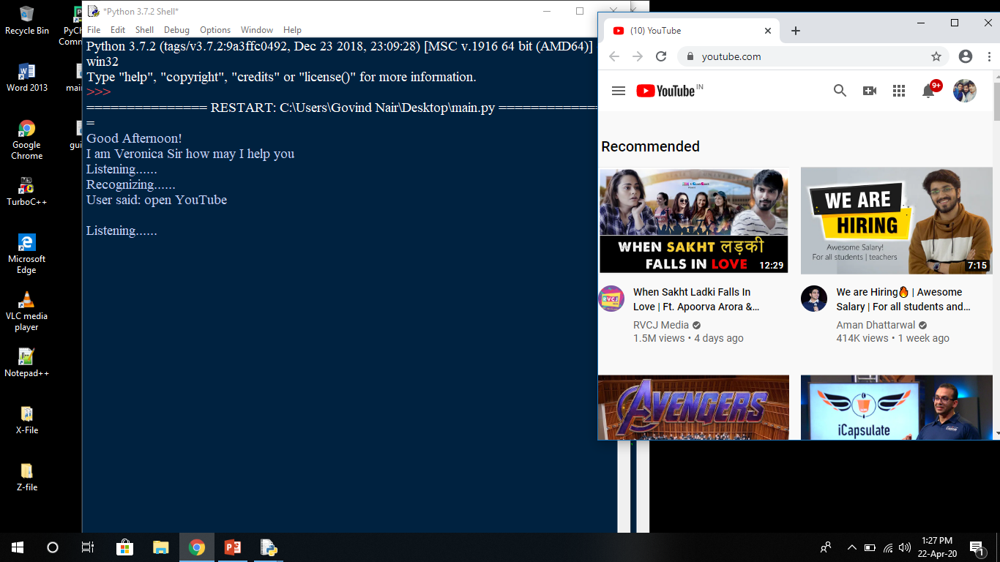 Recycle Bin
PyCh
Comm
Word 2013
mai
Google
Chrome
gui
TurboC++
Microsoft
Edge
VLC media
player
Notepad++
X-File
Z-file
*Python 3.7.2 Shell*
File Edit Shell Debug Options Window Help
Python 3.7.2 (tags/v3.7.2:9a3ffc0492, Dec 23 2018, 23:09:28) [MSC v.1916 64 bit (AMD64)]
win32
Type "help", "copyright", "credits" or "license()" for more information.
>>>
=============== RESTART: C:\Users\Govind Nair\Desktop\main.py =============
=
Good Afternoon!
I am Veronica Sir how may I help you
Listening......
Recognizing......
User said: open YouTube
Listening......
(10) YouTube
youtube.com
YouTube IN
9+
Recommended
WHEN SAKHT लड़की
FALLS IN LOVE
12:29
When Sakht Ladki Falls In
Love | Ft. Apoorva Arora &...
RVCJ
RVCJ Media
1.5M views • 4 days ago
WE ARE
HIRING
Awesome Salary!
For all students | teachers
7:15
We are Hiring🔥 | Awesome
Salary | For all students and...
Aman Dhattarwal
414K views • 1 week ago
AVENGERS
iCapsulate
1:27 PM
22-Apr-20
1